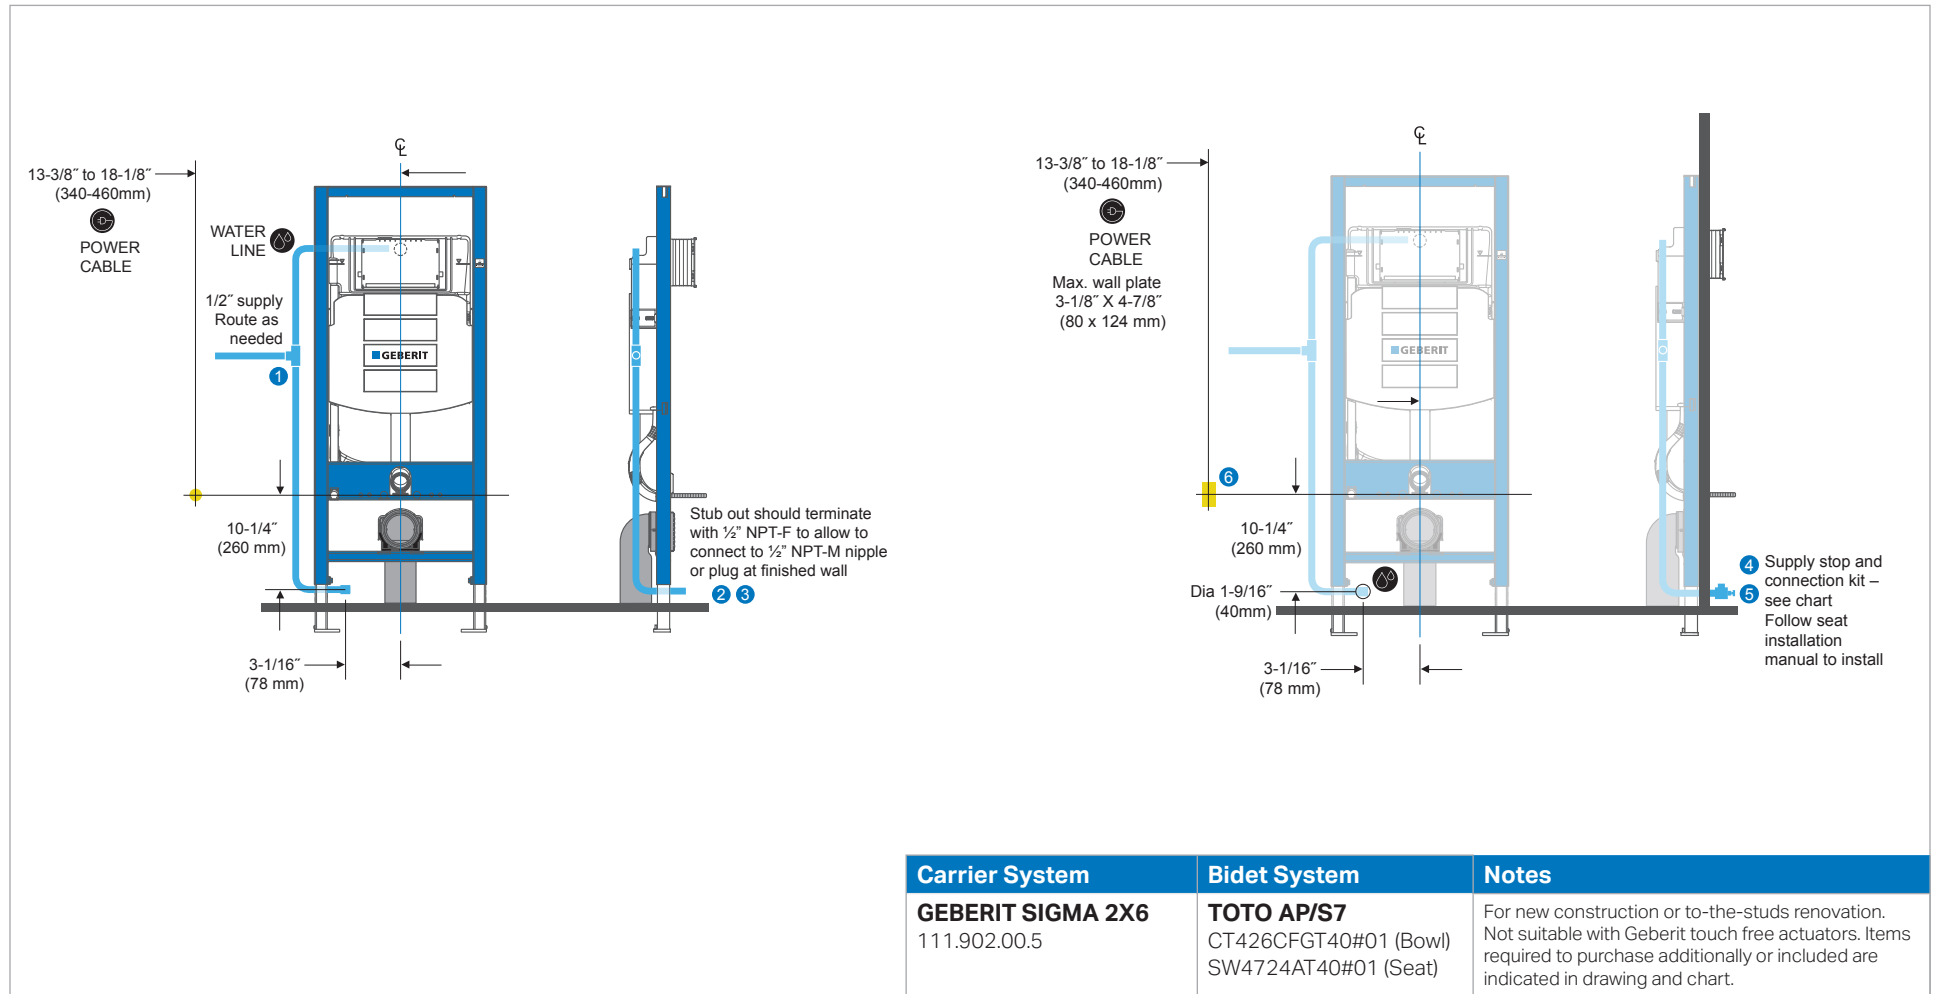 ℄
13-3/8˝ to 18-1/8˝
(340-460mm)
POWER
CABLE
WATER
LINE
1/2˝ supply
Route as
needed
1
GEBERIT
10-1/4˝
(260 mm)
3-1/16˝
(78 mm)
Stub out should terminate
with ½” NPT-F to allow to
connect to ½” NPT-M nipple
or plug at finished wall
2 3
℄
13-3/8˝ to 18-1/8˝
(340-460mm)
POWER
CABLE
Max. wall plate
3-1/8˝ X 4-7/8˝
(80 x 124 mm)
GEBERIT
6
10-1/4˝
(260 mm)
Dia 1-9/16˝
(40mm)
3-1/16˝
(78 mm)
4
5
Supply stop and
connection kit –
see chart
Follow seat
installation
manual to install
Carrier System
GEBERIT SIGMA 2X6
111.902.00.5
Bidet System
TOTO AP/S7
CT426CFGT40#01 (Bowl)
SW4724AT40#01 (Seat)
Notes
For new construction or to-the-studs renovation.
Not suitable with Geberit touch free actuators. Items
required to purchase additionally or included are
indicated in drawing and chart.